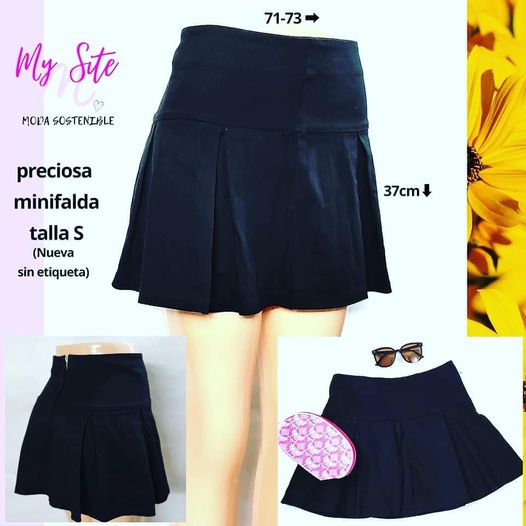 71-73
My Site
MODA SOSTENIBLE
preciosa
minifalda
talla S
(Nueva
sin etiqueta)
37cm